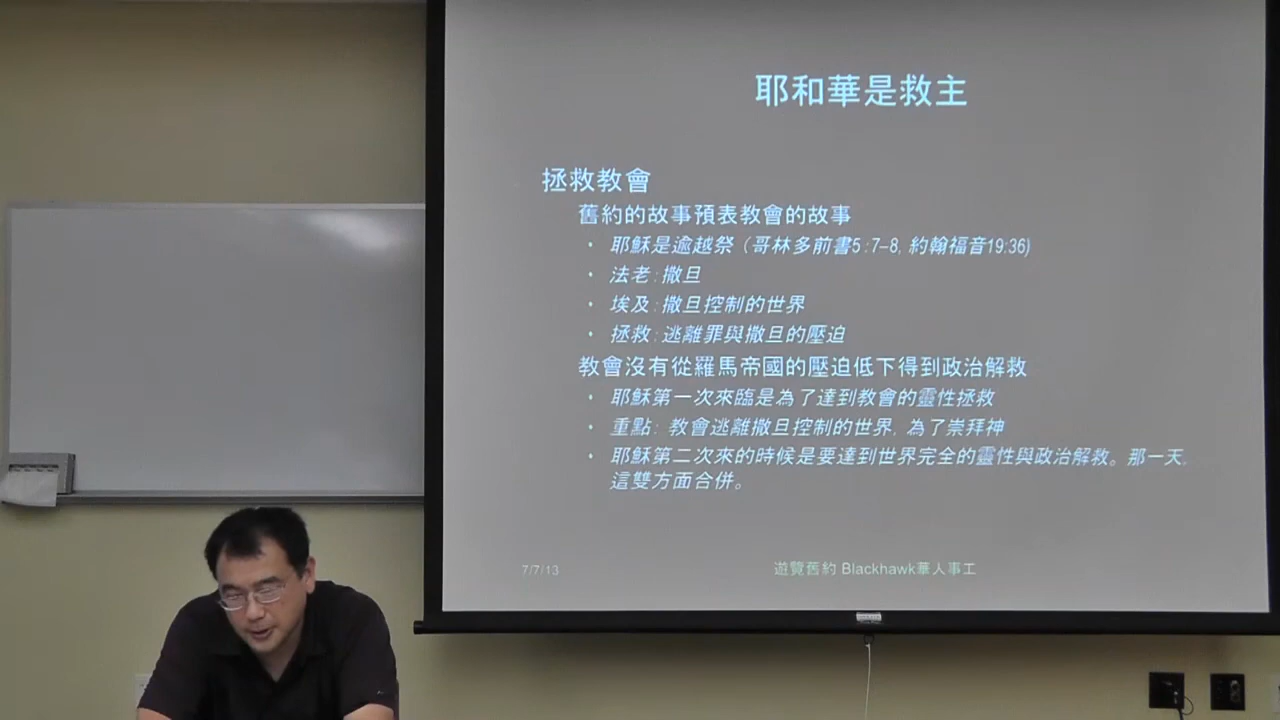 耶和華是救主
拯救教會
舊約的故事預表教會的故事
• 耶穌是逾越祭（哥林多前書5:7–8, 約翰福音19:36)
• 法老:撒旦
• 埃及:撒旦控制的世界
• 拯救:逃離罪與撒旦的壓迫
教會沒有從羅馬帝國的壓迫低下得到政治解救
• 耶穌第一次來臨是為了達到教會的靈性拯救
• 重點: 教會逃離撒旦控制的世界, 為了崇拜神
• 耶穌第二次來的時候是要達到世界完全的靈性與政治解救。那一天,
這雙方面合併。
7/7/13
遊覽舊約 Blackhawk華人事工